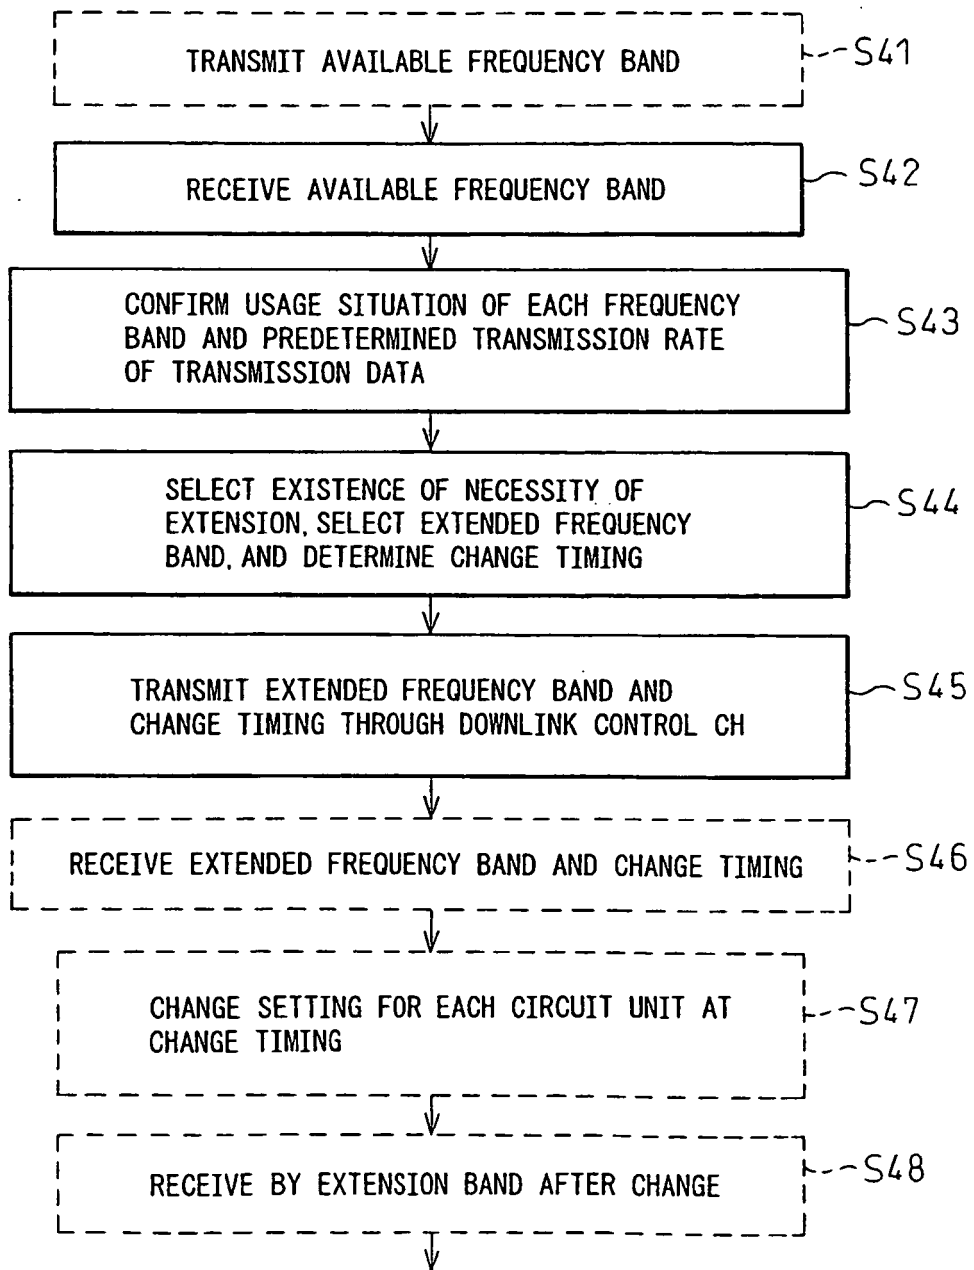 TRANSMIT AVAILABLE FREQUENCY BAND
S41
RECEIVE AVAILABLE FREQUENCY BAND
S42
CONFIRM USAGE SITUATION OF EACH FREQUENCY
BAND AND PREDETERMINED TRANSMISSION RATE
OF TRANSMISSION DATA
S43
SELECT EXISTENCE OF NECESSITY OF
EXTENSION, SELECT EXTENDED FREQUENCY
BAND, AND DETERMINE CHANGE TIMING
S44
TRANSMIT EXTENDED FREQUENCY BAND AND
CHANGE TIMING THROUGH DOWNLINK CONTROL CH
S45
RECEIVE EXTENDED FREQUENCY BAND AND CHANGE TIMING
S46
CHANGE SETTING FOR EACH CIRCUIT UNIT AT
CHANGE TIMING
S47
RECEIVE BY EXTENSION BAND AFTER CHANGE
S48